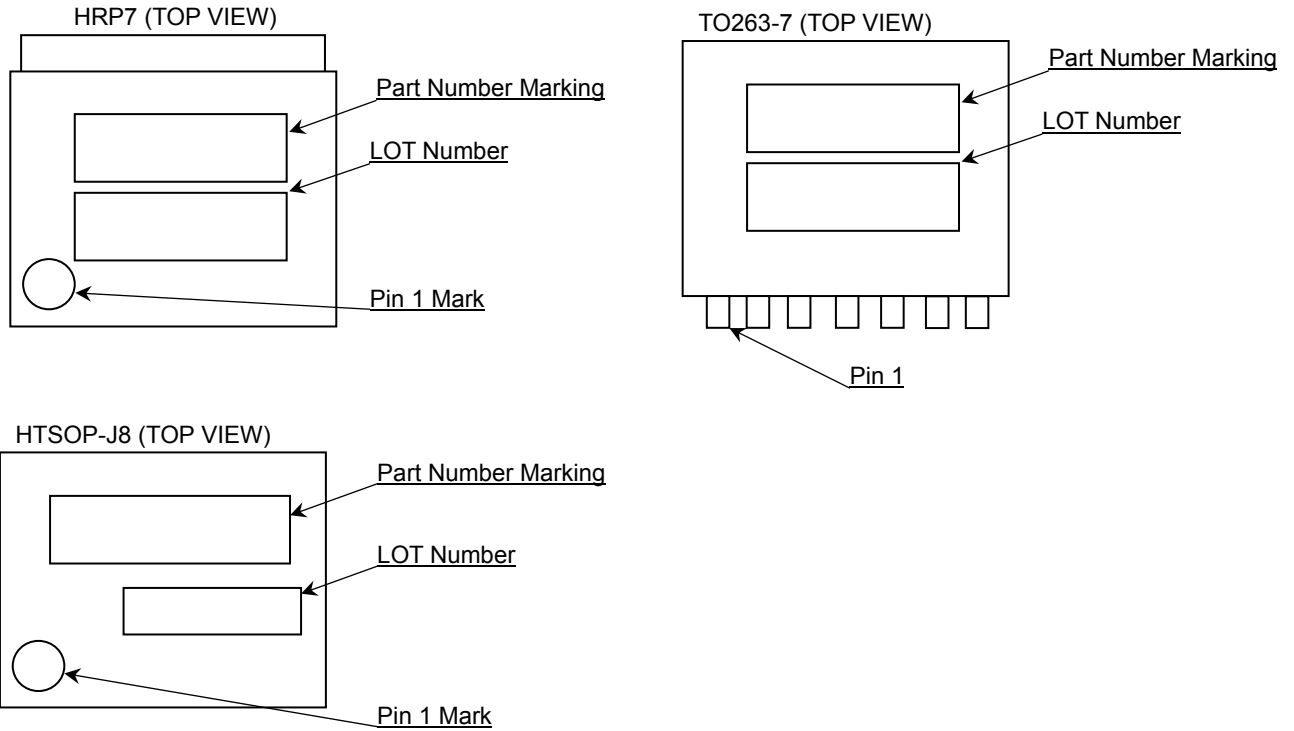 HRP7 (TOP VIEW)
Part Number Marking
LOT Number
Pin 1 Mark
TO263-7 (TOP VIEW)
Part Number Marking
LOT Number
Pin 1
HTSOP-J8 (TOP VIEW)
Part Number Marking
LOT Number
Pin 1 Mark